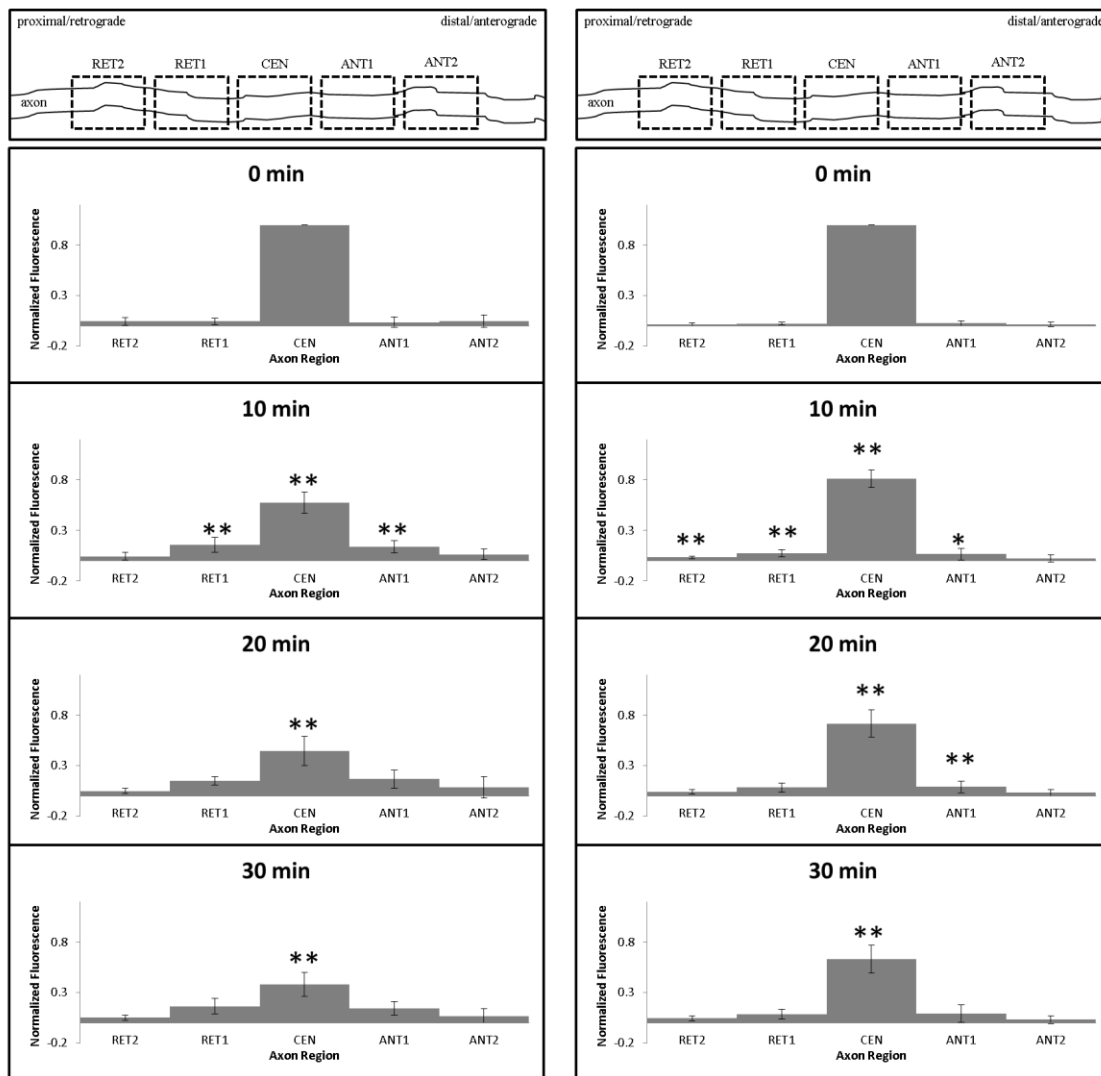 proximal/retrograde distal/anterograde
RET2 RET1 CEN ANT1 ANT2
axon
0 min
Normalized Fluorescence
0.8
0.3
-0.2
RET2 RET1 CEN ANT1 ANT2
Axon Region
10 min
Normalized Fluorescence
0.8
** ** **
0.3
-0.2
RET2 RET1 CEN ANT1 ANT2
Axon Region
20 min
Normalized Fluorescence
0.8
**
0.3
-0.2
RET2 RET1 CEN ANT1 ANT2
Axon Region
30 min
Normalized Fluorescence
0.8
**
0.3
-0.2
RET2 RET1 CEN ANT1 ANT2
Axon Region
proximal/retrograde distal/anterograde
RET2 RET1 CEN ANT1 ANT2
axon
0 min
Normalized Fluorescence
0.8
0.3
-0.2
RET2 RET1 CEN ANT1 ANT2
Axon Region
10 min
Normalized Fluorescence
**
0.8
** ** *
0.3
-0.2
RET2 RET1 CEN ANT1 ANT2
Axon Region
20 min
Normalized Fluorescence
**
0.8
**
0.3
-0.2
RET2 RET1 CEN ANT1 ANT2
Axon Region
30 min
Normalized Fluorescence
**
0.8
0.3
-0.2
RET2 RET1 CEN ANT1 ANT2
Axon Region